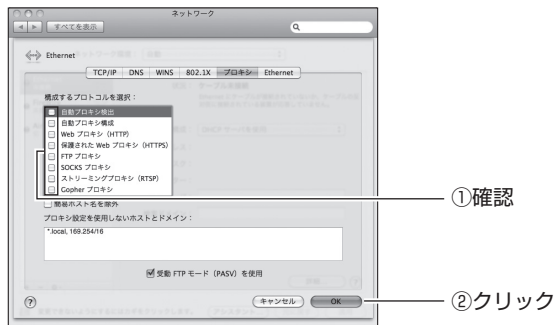 ネットワーク
すべてを表示
Ethernet
TCP/IP DNS WINS 802.1X プロキシ Ethernet
構成するプロトコルを選択：
自動プロキシ検出
自動プロキシ構成
Web プロキシ（HTTP）
保護された Web プロキシ（HTTPS）
FTP プロキシ
SOCKS プロキシ
ストリーミングプロキシ（RTSP）
Gopher プロキシ
①確認
簡易ホスト名を除外
プロキシ設定を使用しないホストとドメイン：
*.local, 169.254/16
受動 FTP モード（PASV）を使用
? キャンセル OK
②クリック